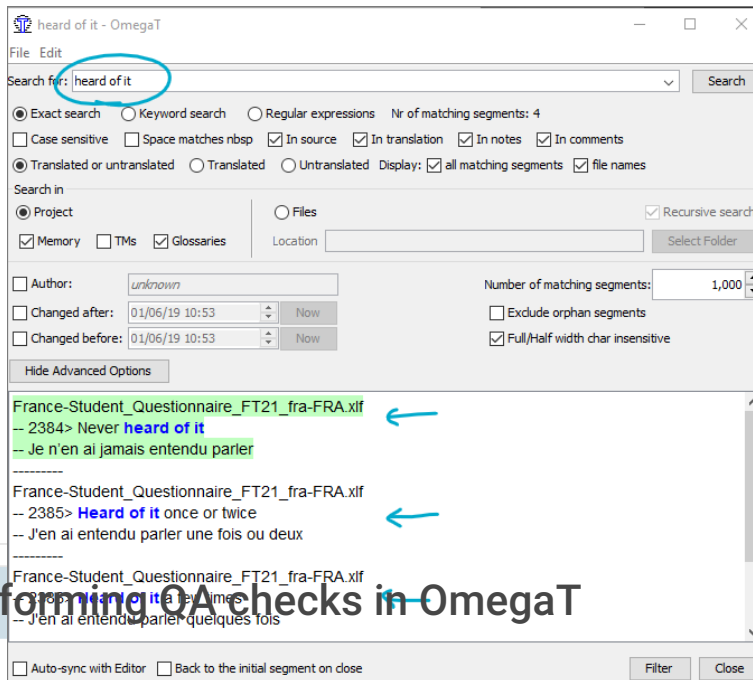 heard of it - OmegaT
File Edit
Search for: heard of it Search
Exact search Keyword search Regular expressions Nr of matching segments: 4
Case sensitive Space matches nbsp In source In translation In notes In comments
Translated or untranslated Translated Untranslated Display: all matching segments file names
Search in
Project Files Recursive search
Memory TMs Glossaries Location Select Folder
Author: unknown Number of matching segments: 1,000
Changed after: 01/06/19 10:53 Now Exclude orphan segments
Changed before: 01/06/19 10:53 Now Full/Half width char insensitive
Hide Advanced Options
France-Student_Questionnaire_FT21_fra-FRA.xlf
-- 2384> Never heard of it
-- Je n'en ai jamais entendu parler
---------
France-Student_Questionnaire_FT21_fra-FRA.xlf
-- 2385> Heard of it once or twice
-- J'en ai entendu parler une fois ou deux
---------
France-Student_Questionnaire_FT21_fra-FRA.xlf
-- 2386> Heard of it a few times
forming QA checks in OmegaT
-- J'en ai entendu parler quelques fois
Auto-sync with Editor Back to the initial segment on close Filter Close